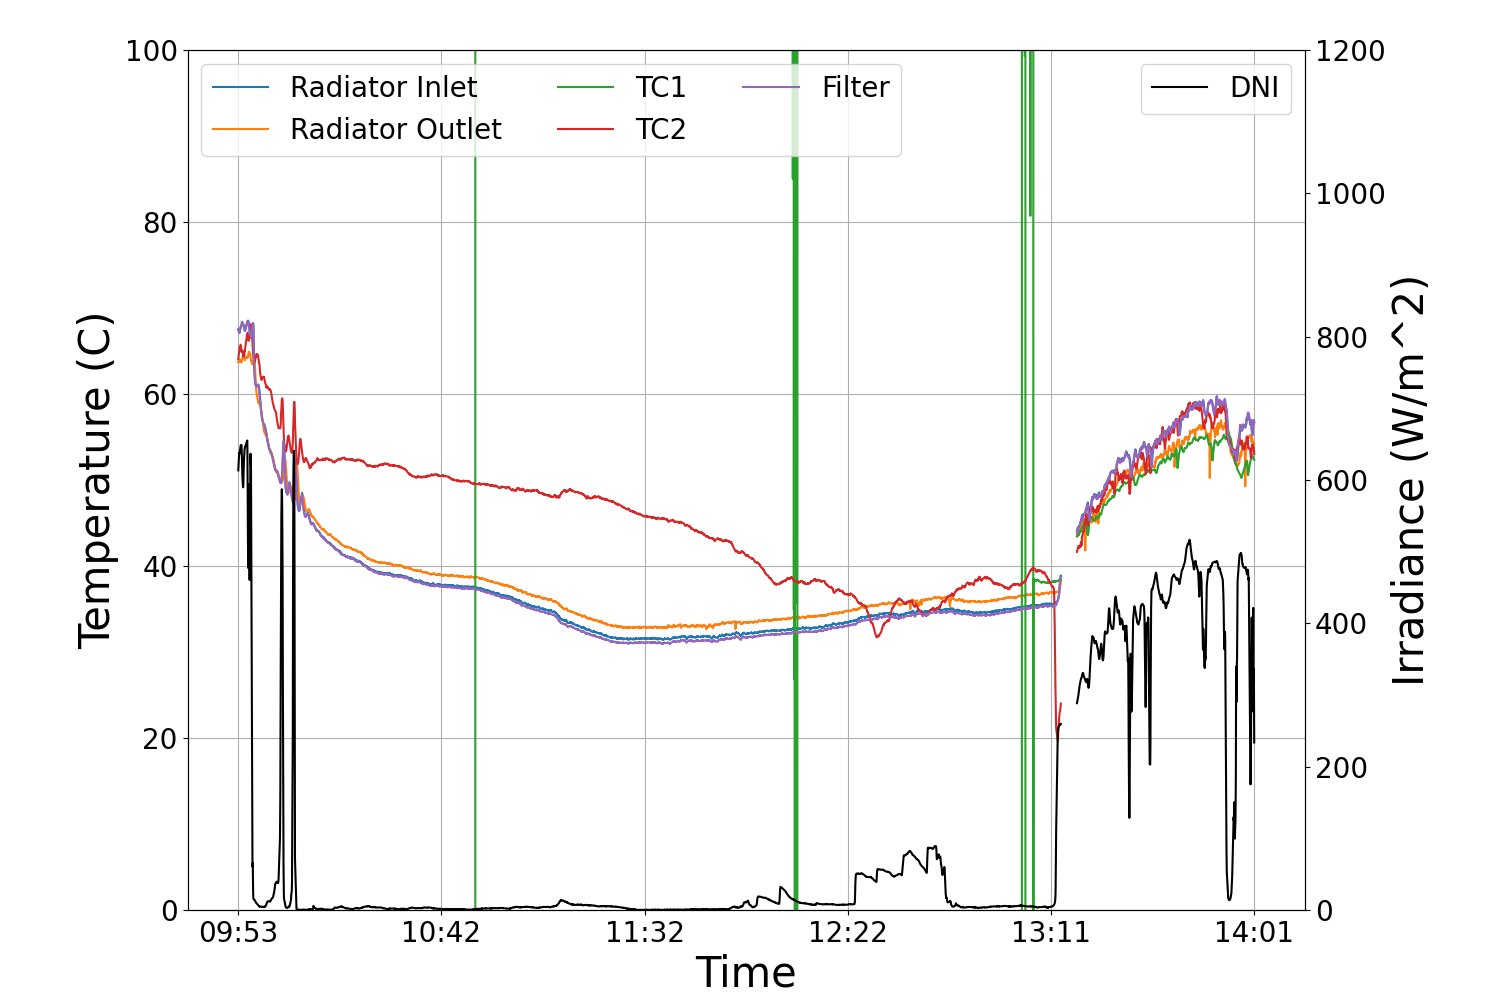 100
80
60
40
20
0
Temperature (C)
Radiator Inlet
Radiator Outlet
TC1
TC2
Filter
DNI
1200
1000
800
600
400
200
0
Irradiance (W/m^2)
09:53 10:42 11:32 12:22 13:11 14:01
Time